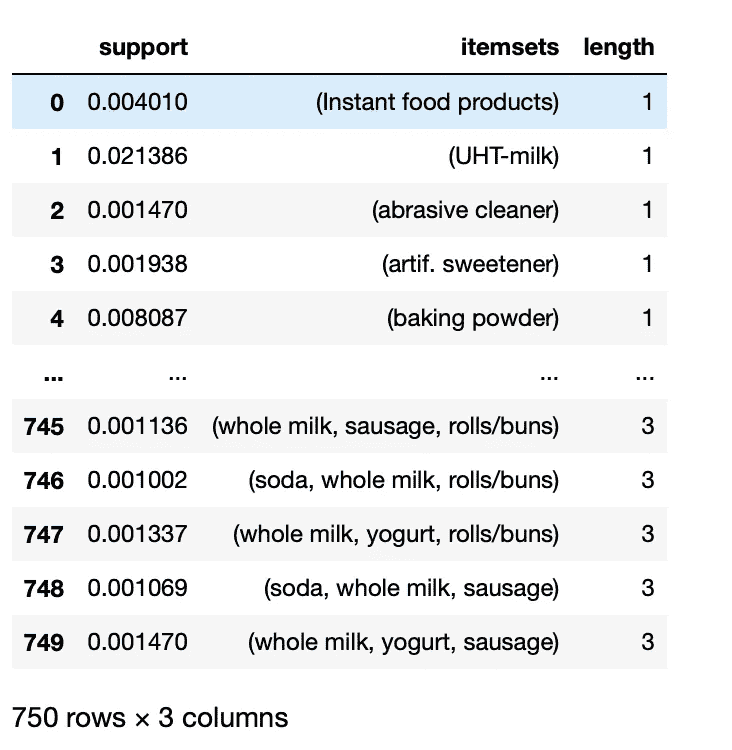 support itemsets length
0 0.004010 (Instant food products) 1
1 0.021386 (UHT-milk) 1
2 0.001470 (abrasive cleaner) 1
3 0.001938 (artif. sweetener) 1
4 0.008087 (baking powder) 1
... ... ... ...
745 0.001136 (whole milk, sausage, rolls/buns) 3
746 0.001002 (soda, whole milk, rolls/buns) 3
747 0.001337 (whole milk, yogurt, rolls/buns) 3
748 0.001069 (soda, whole milk, sausage) 3
749 0.001470 (whole milk, yogurt, sausage) 3
750 rows × 3 columns